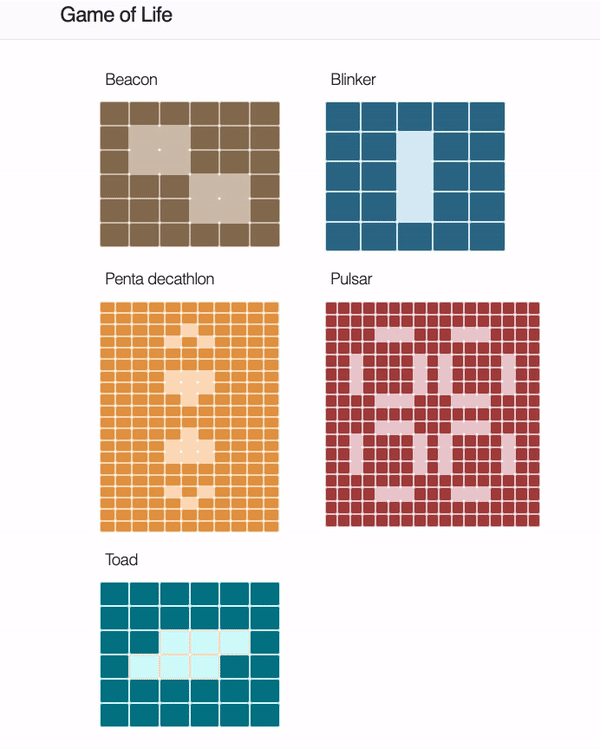 Game of Life
Beacon
Blinker
Penta decathlon
Pulsar
Toad